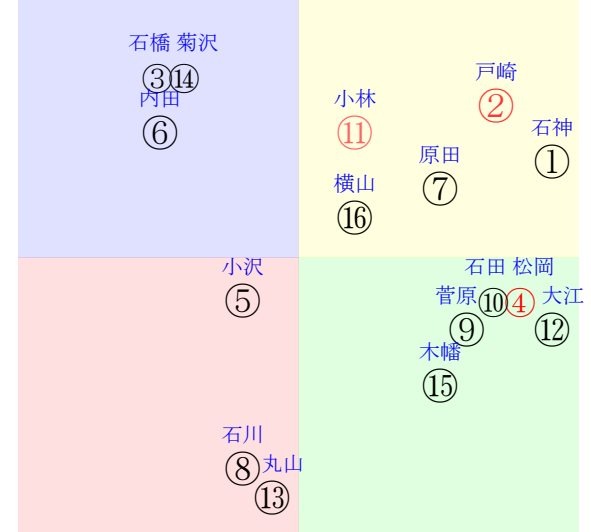 石橋 菊沢
③⑭
内田
⑥
戸崎
②
小林
⑪
石神
①
原田
⑦
横山
⑯
小沢
⑤
石田 松岡
⑩④
菅原
⑨
大江
⑫
木幡
⑮
石川
⑧
丸山
⑬